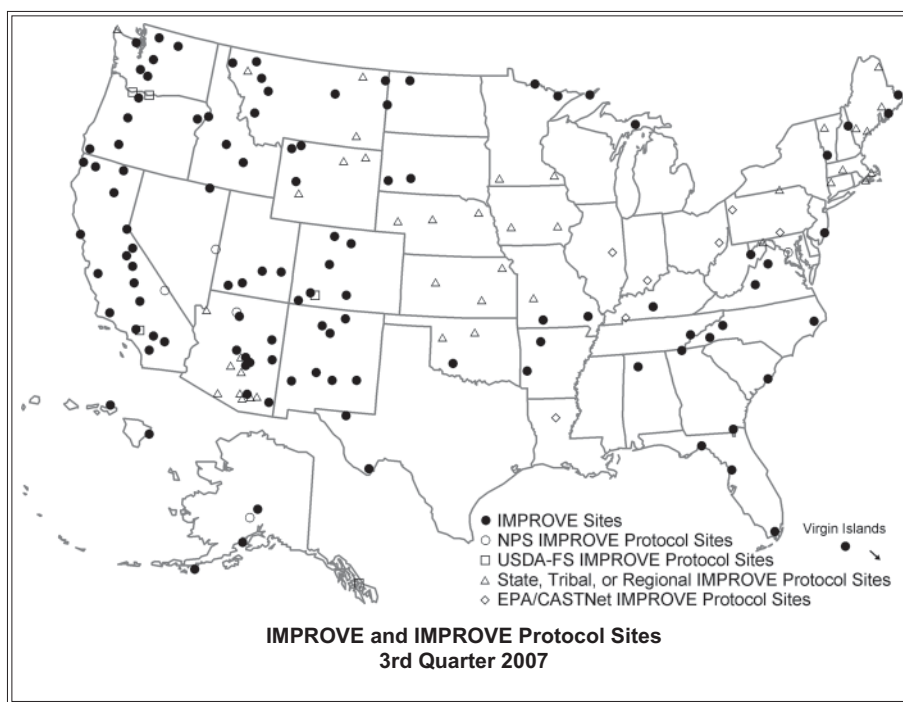 IMPROVE Sites
NPS IMPROVE Protocol Sites
USDA-FS IMPROVE Protocol Sites
State, Tribal, or Regional IMPROVE Protocol Sites
EPA/CASTNet IMPROVE Protocol Sites
Virgin Islands
IMPROVE and IMPROVE Protocol Sites
3rd Quarter 2007